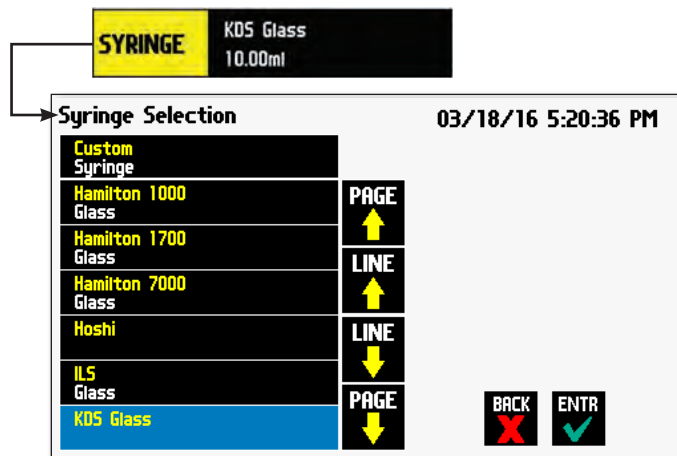 SYRINGE
KDS Glass
10.00ml
Syringe Selection
03/18/16 5:20:36 PM
Custom
Syringe
Hamilton 1000
Glass
Hamilton 1700
Glass
Hamilton 7000
Glass
Hoshi
ILS
Glass
KDS Glass
PAGE
LINE
LINE
PAGE
BACK
ENTR